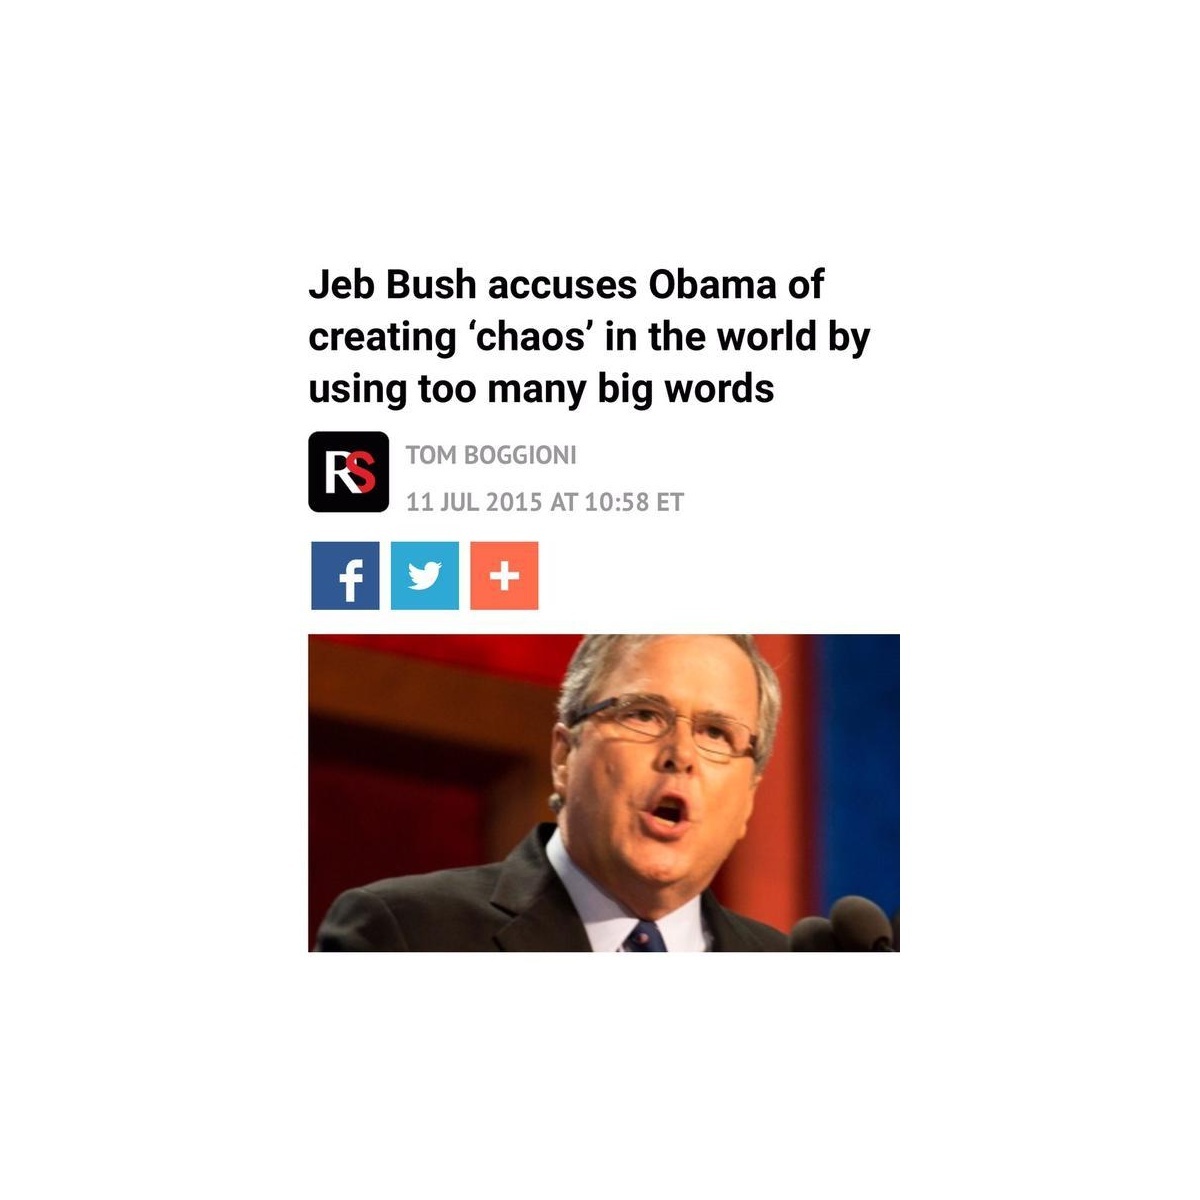 Jeb Bush accuses Obama of
creating ‘chaos’ in the world by
using too many big words
RS
TOM BOGGIONI
11 JUL 2015 AT 10:58 ET
f
+